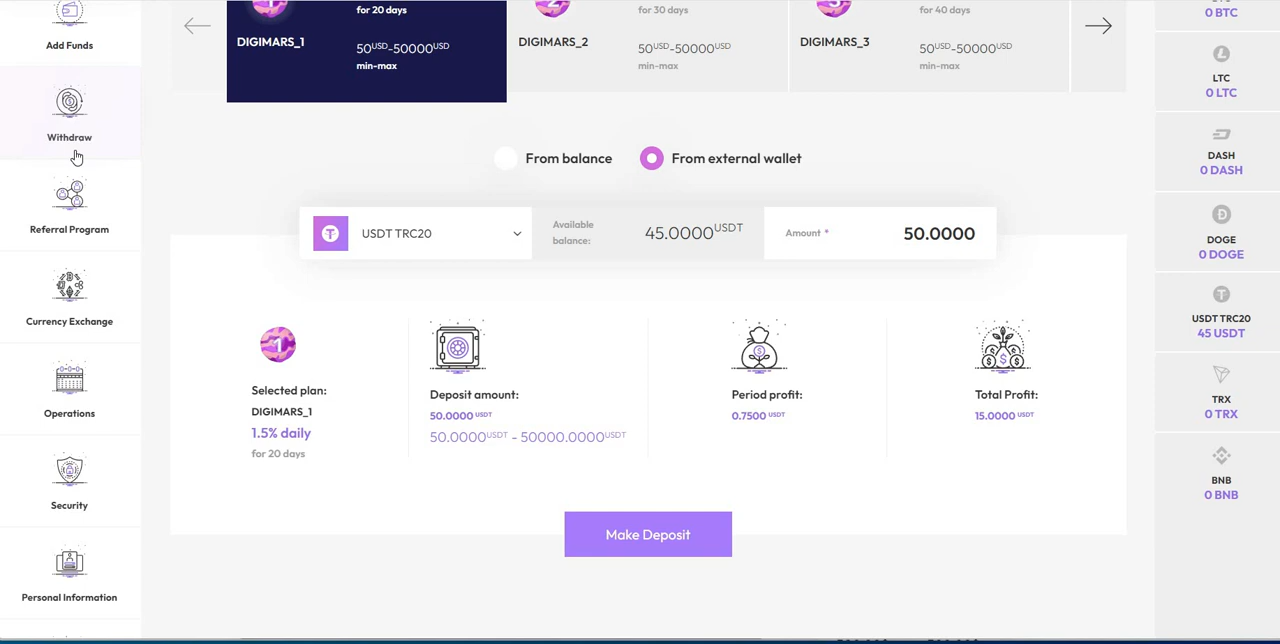 for 20 days
for 30 days
for 40 days
DIGIMARS_1
50USD-50000USD
min-max
DIGIMARS_2
50USD-50000USD
min-max
DIGIMARS_3
50USD-50000USD
min-max
Add Funds
Withdraw
Referral Program
Currency Exchange
Operations
Security
Personal Information
From balance
From external wallet
USDT TRC20
Available
balance:
45.0000USDT
Amount *
50.0000
1
Selected plan:
DIGIMARS_1
1.5% daily
for 20 days
Deposit amount:
50.0000 USDT
50.0000USDT - 50000.0000USDT
Period profit:
0.7500 USDT
Total Profit:
15.0000 USDT
Make Deposit
0 BTC
LTC
0 LTC
DASH
0 DASH
DOGE
0 DOGE
USDT TRC20
45 USDT
TRX
0 TRX
BNB
0 BNB